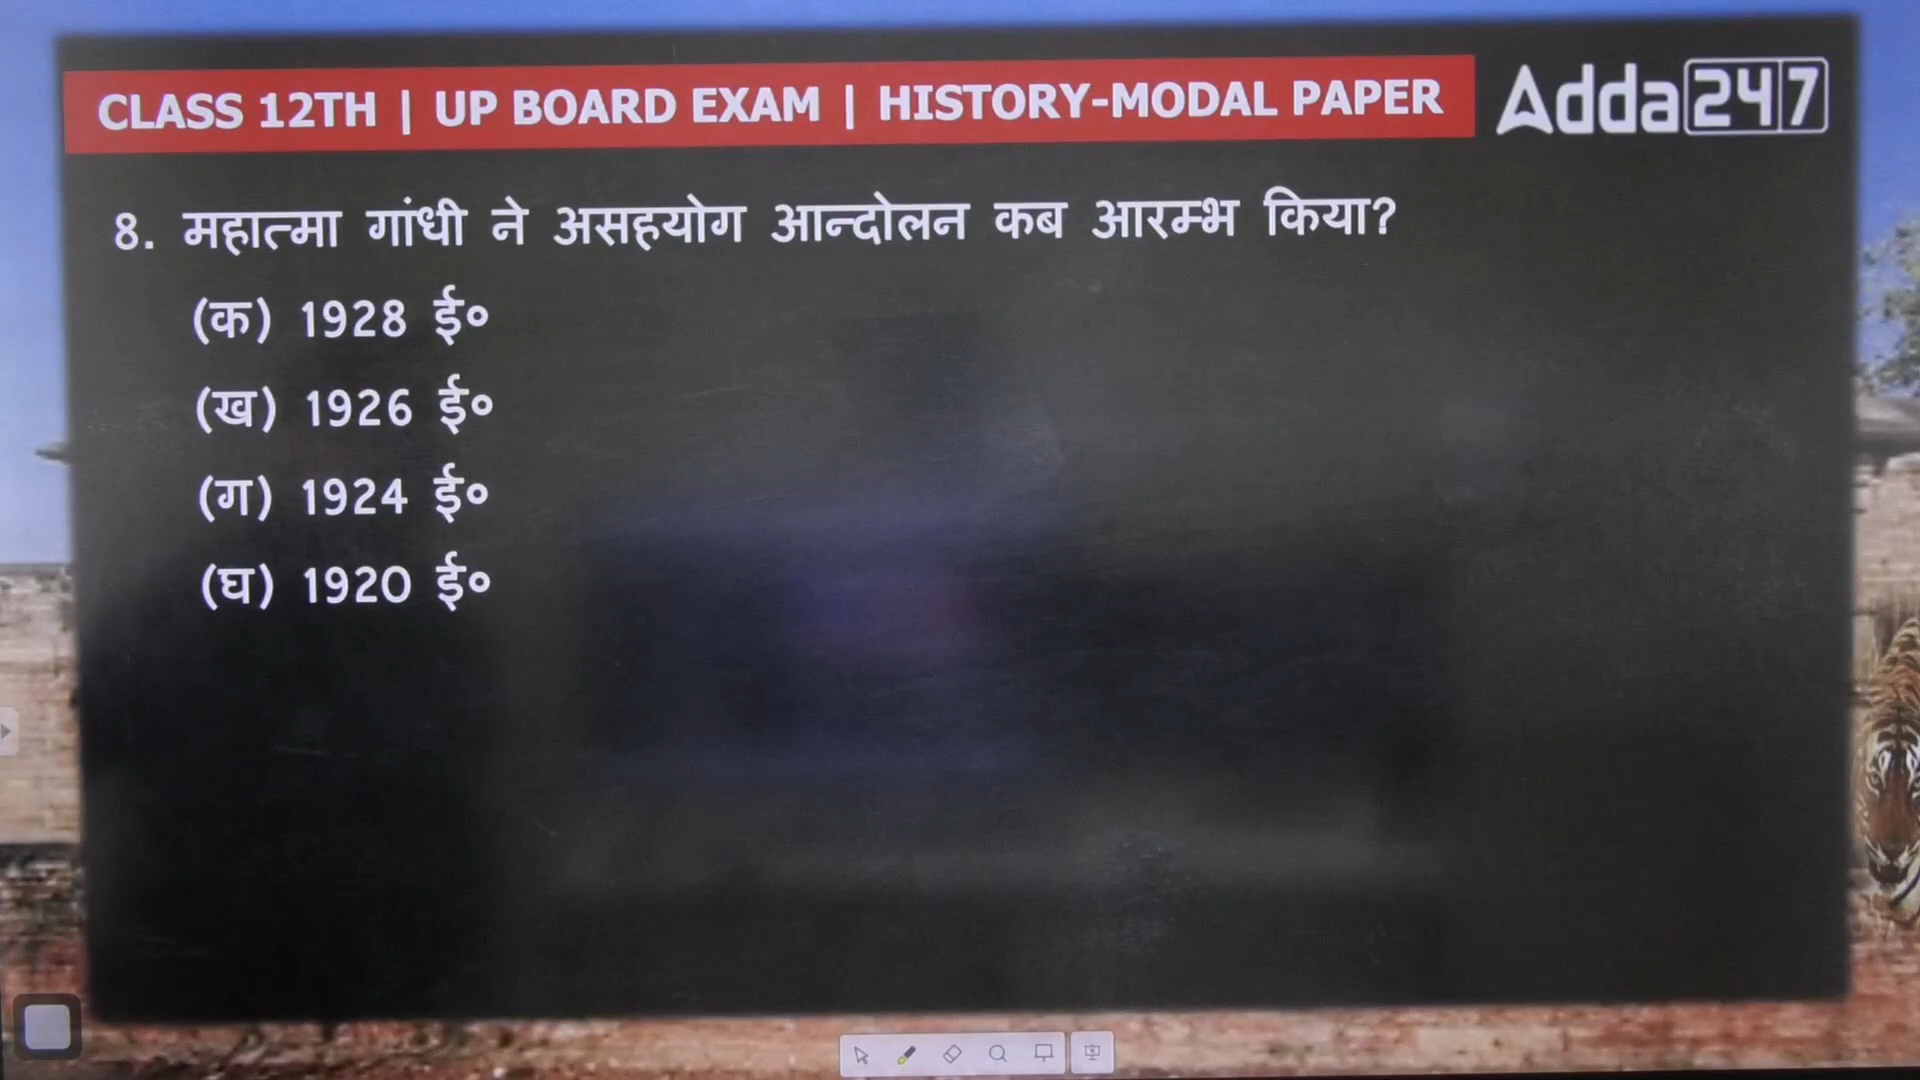 CLASS 12TH | UP BOARD EXAM | HISTORY-MODAL PAPER
Adda247
8. महात्मा गांधी ने असहयोग आन्दोलन कब आरम्भ किया?
(क) 1928 ई०
(ख) 1926 ई०
(ग) 1924 ई०
(घ) 1920 ई०